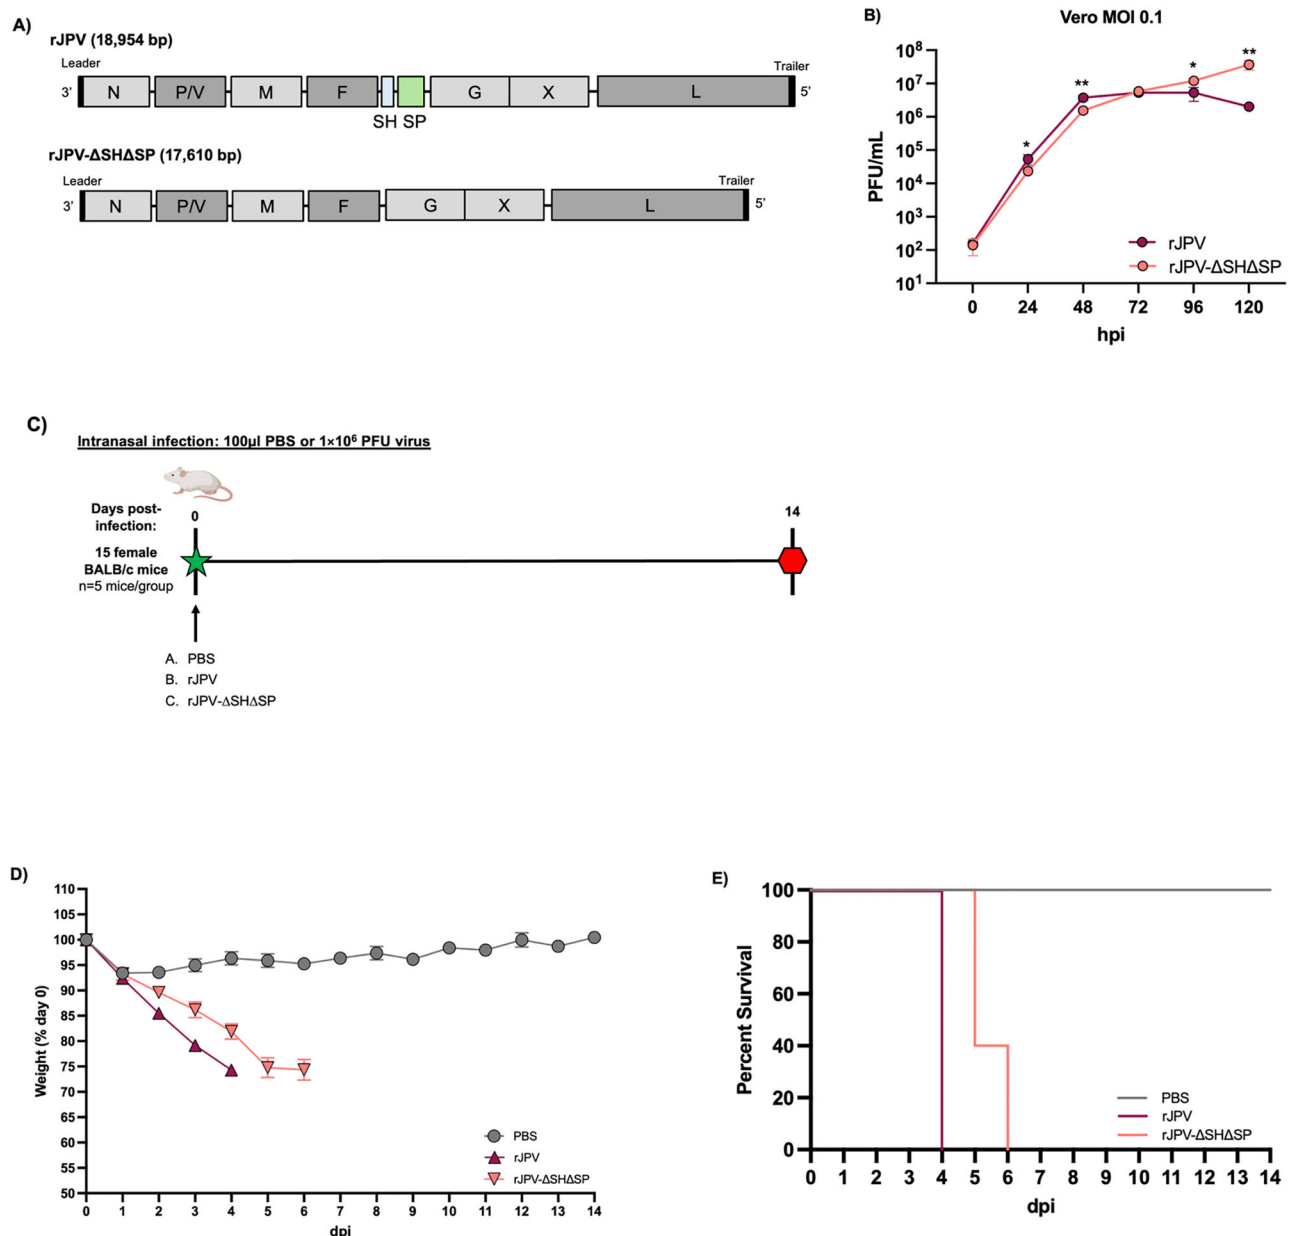 A)
rJPV (18,954 bp)
Leader
Trailer
3’ N P/V M F G X L 5’
SH SP
rJPV-ΔSHΔSP (17,610 bp)
Leader
Trailer
3’ N P/V M F G X L 5’
B)
Vero MOI 0.1
10⁸
10⁷
10⁶
10⁵
10⁴
10³
10²
10¹
PFU/mL
* ** * **
rJPV
rJPV-ΔSHΔSP
0 24 48 72 96 120
hpi
C)
Intranasal infection: 100µl PBS or 1×10⁶ PFU virus
Days post-
infection:
0
14
15 female
BALB/c mice
n=5 mice/group
A. PBS
B. rJPV
C. rJPV-ΔSHΔSP
D)
110
105
100
95
90
85
80
75
70
65
60
55
50
Weight (% day 0)
PBS
rJPV
rJPV-ΔSHΔSP
0 1 2 3 4 5 6 7 8 9 10 11 12 13 14
dpi
E)
100
80
60
40
20
0
Percent Survival
PBS
rJPV
rJPV-ΔSHΔSP
0 1 2 3 4 5 6 7 8 9 10 11 12 13 14
dpi